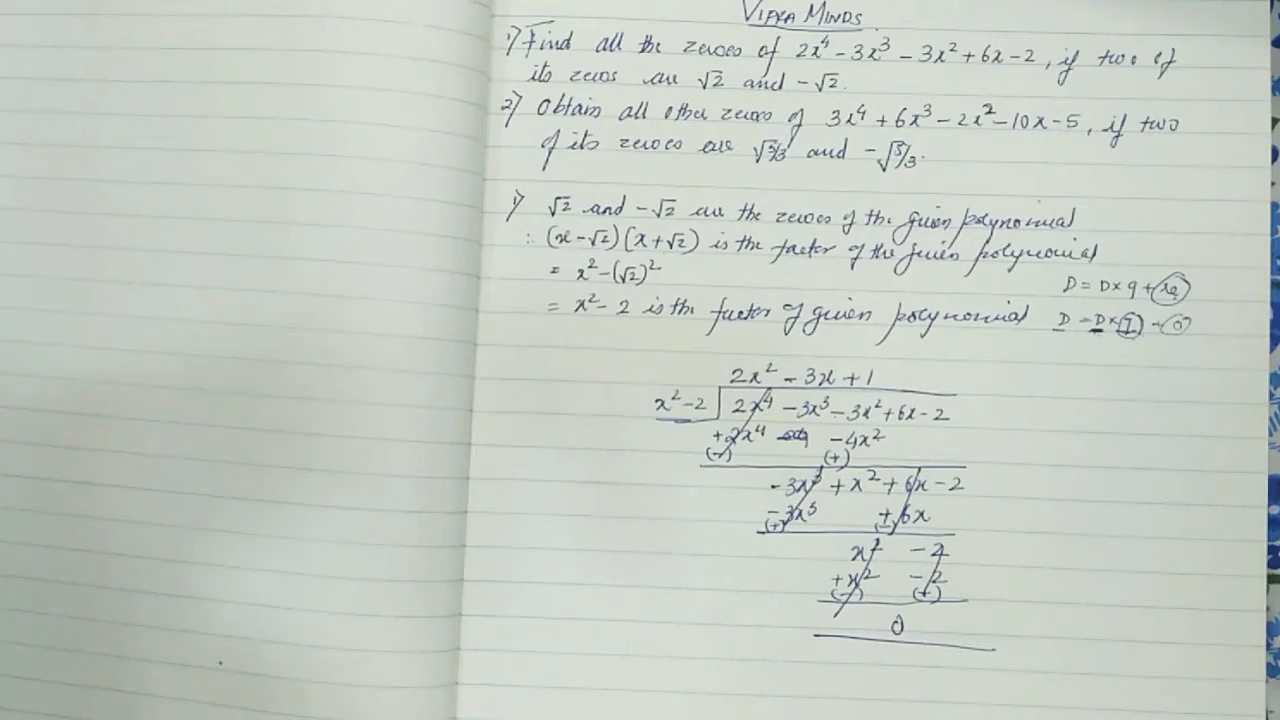 VIPRA MINDS
1) Find all the zeroes of 2x⁴ - 3x³ - 3x² + 6x - 2, if two of
its zeros are √2 and -√2.
2) Obtain all other zeroes of 3x⁴ + 6x³ - 2x² - 10x - 5, if two
of its zeroes are √5/3 and -√5/3.
1) √2 and -√2 are the zeroes of the given polynomial
∴ (x - √2) (x + √2) is the factor of the given polynomial
= x² - (√2)²
= x² - 2 is the factor of given polynomial
D = D × q + r
D = D × q - 0
2x² - 3x + 1
x² - 2 2x⁴ - 3x³ - 3x² + 6x - 2
+2x⁴ - 4x²
(-) (+)
-3x³ + x² + 6x - 2
-3x³ + 6x
(+) (-)
x² - 2
+x² - 2
(-) (+)
0